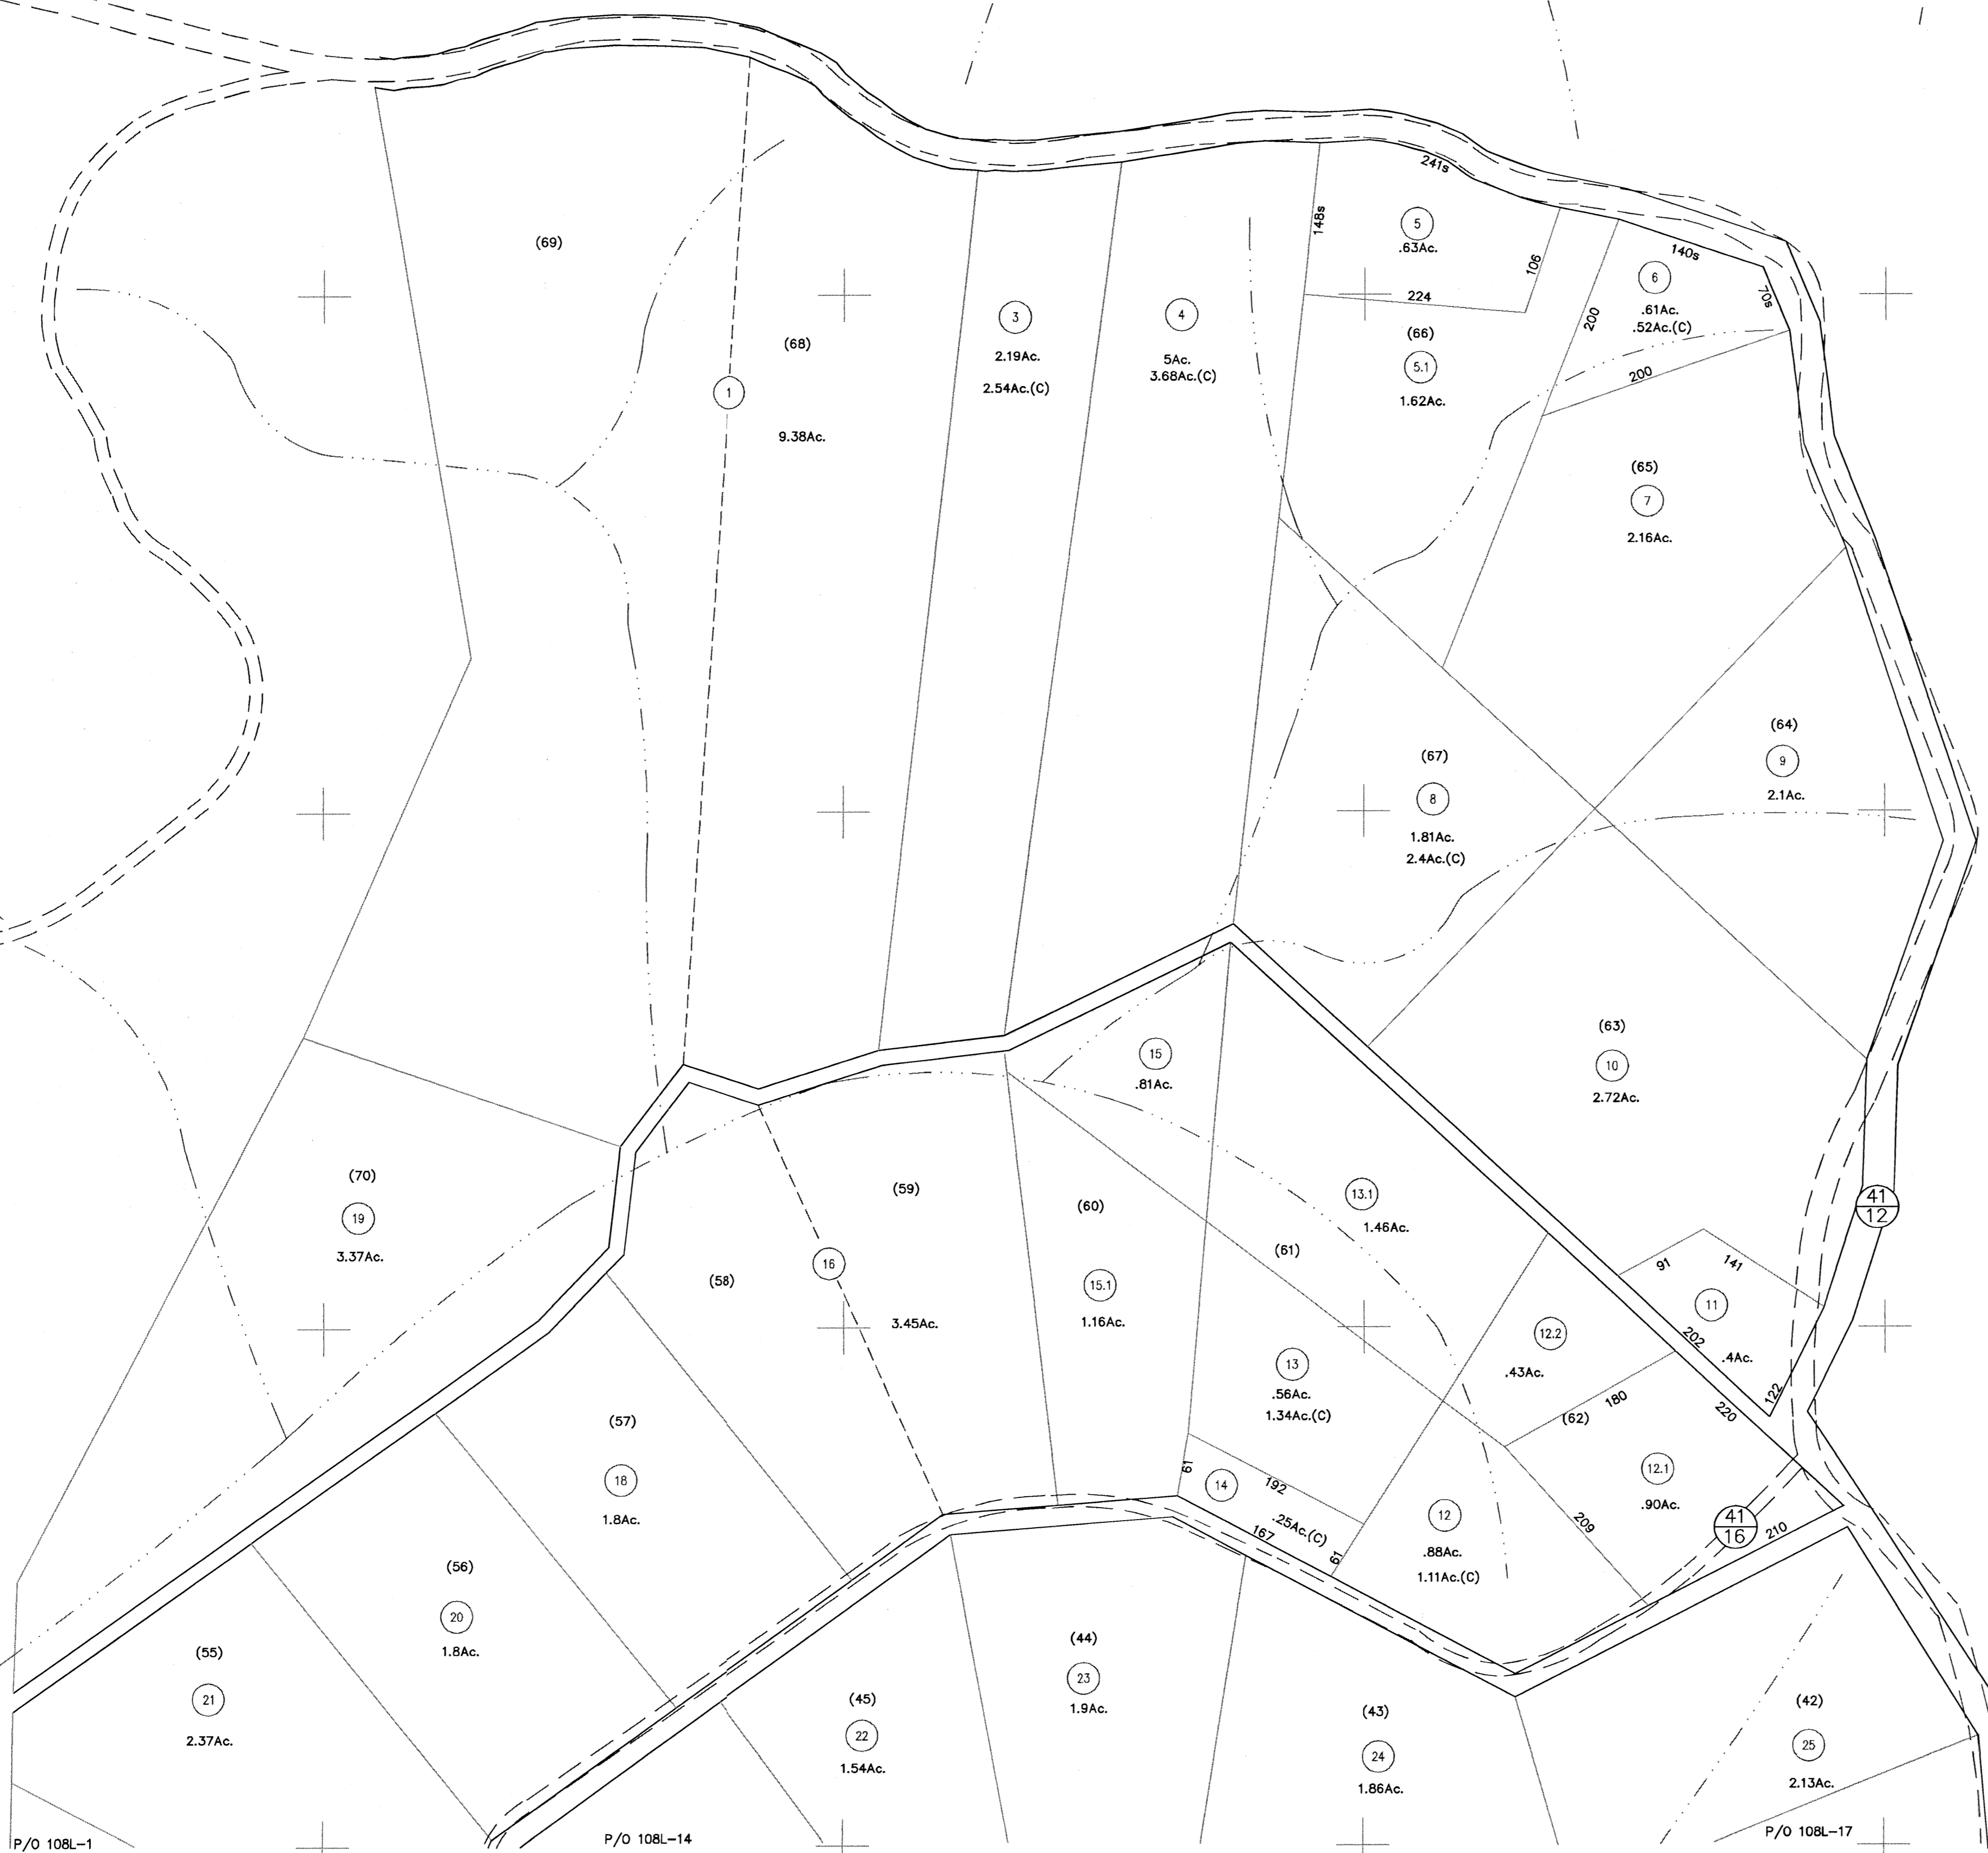 241s
148s
5
.63Ac.
106
224
(69)
140s
6
70s
.61Ac.
.52Ac.(C)
200
200
3
2.19Ac.
2.54Ac.(C)
4
5Ac.
3.68Ac.(C)
(66)
5.1
1.62Ac.
(68)
1
9.38Ac.
(65)
7
2.16Ac.
(64)
9
2.1Ac.
(67)
8
1.81Ac.
2.4Ac.(C)
(63)
10
2.72Ac.
15
.81Ac.
(70)
19
3.37Ac.
(59)
(60)
13.1
1.46Ac.
41
12
(61)
91
141
(58)
16
15.1
1.16Ac.
3.45Ac.
11
202
.4Ac.
12.2
.43Ac.
13
.56Ac.
1.34Ac.(C)
122
180
220
(62)
(57)
18
1.8Ac.
61
14
192
.25Ac.(C)
167
61
12
.88Ac.
1.11Ac.(C)
12.1
.90Ac.
209
41
16
210
(56)
20
1.8Ac.
(55)
21
2.37Ac.
(45)
22
1.54Ac.
(44)
23
1.9Ac.
(43)
24
1.86Ac.
(42)
25
2.13Ac.
P/O 108L-1
P/O 108L-14
P/O 108L-17